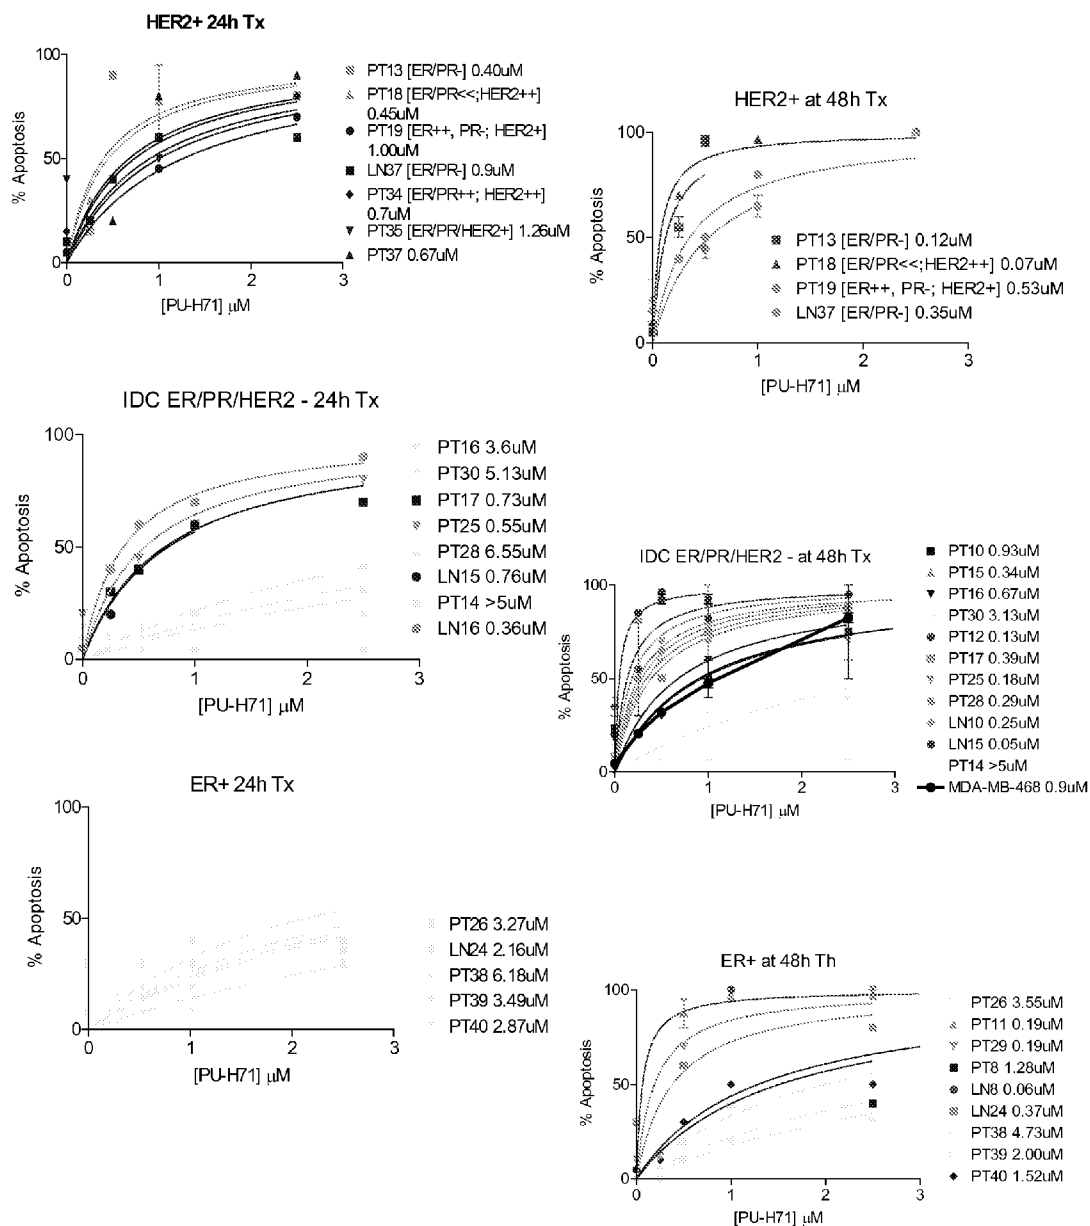 HER2+ 24h Tx
100
50
0
% Apoptosis
0
1
2
3
[PU-H71] µM
PT13 [ER/PR-] 0.40uM
PT18 [ER/PR<<;HER2++]
0.45uM
PT19 [ER++, PR-; HER2+]
1.00uM
LN37 [ER/PR-] 0.9uM
PT34 [ER/PR++; HER2++]
0.7uM
PT35 [ER/PR/HER2+] 1.26uM
PT37 0.67uM
HER2+ at 48h Tx
100
50
0
% Apoptosis
0
1
2
3
[PU-H71] µM
PT13 [ER/PR-] 0.12uM
PT18 [ER/PR<<;HER2++] 0.07uM
PT19 [ER++, PR-; HER2+] 0.53uM
LN37 [ER/PR-] 0.35uM
IDC ER/PR/HER2 - 24h Tx
100
50
0
% Apoptosis
0
1
2
3
[PU-H71] µM
PT16 3.6uM
PT30 5.13uM
PT17 0.73uM
PT25 0.55uM
PT28 6.55uM
LN15 0.76uM
PT14 >5uM
LN16 0.36uM
IDC ER/PR/HER2 - at 48h Tx
100
50
0
% Apoptosis
0
1
2
3
[PU-H71] µM
PT10 0.93uM
PT15 0.34uM
PT16 0.67uM
PT30 3.13uM
PT12 0.13uM
PT17 0.39uM
PT25 0.18uM
PT28 0.29uM
LN10 0.25uM
LN15 0.05uM
PT14 >5uM
MDA-MB-468 0.9uM
ER+ 24h Tx
100
50
0
% Apoptosis
0
1
2
3
[PU-H71] µM
PT26 3.27uM
LN24 2.16uM
PT38 6.18uM
PT39 3.49uM
PT40 2.87uM
ER+ at 48h Th
100
50
0
% Apoptosis
0
1
2
3
[PU-H71] µM
PT26 3.55uM
PT11 0.19uM
PT29 0.19uM
PT8 1.28uM
LN8 0.06uM
LN24 0.37uM
PT38 4.73uM
PT39 2.00uM
PT40 1.52uM